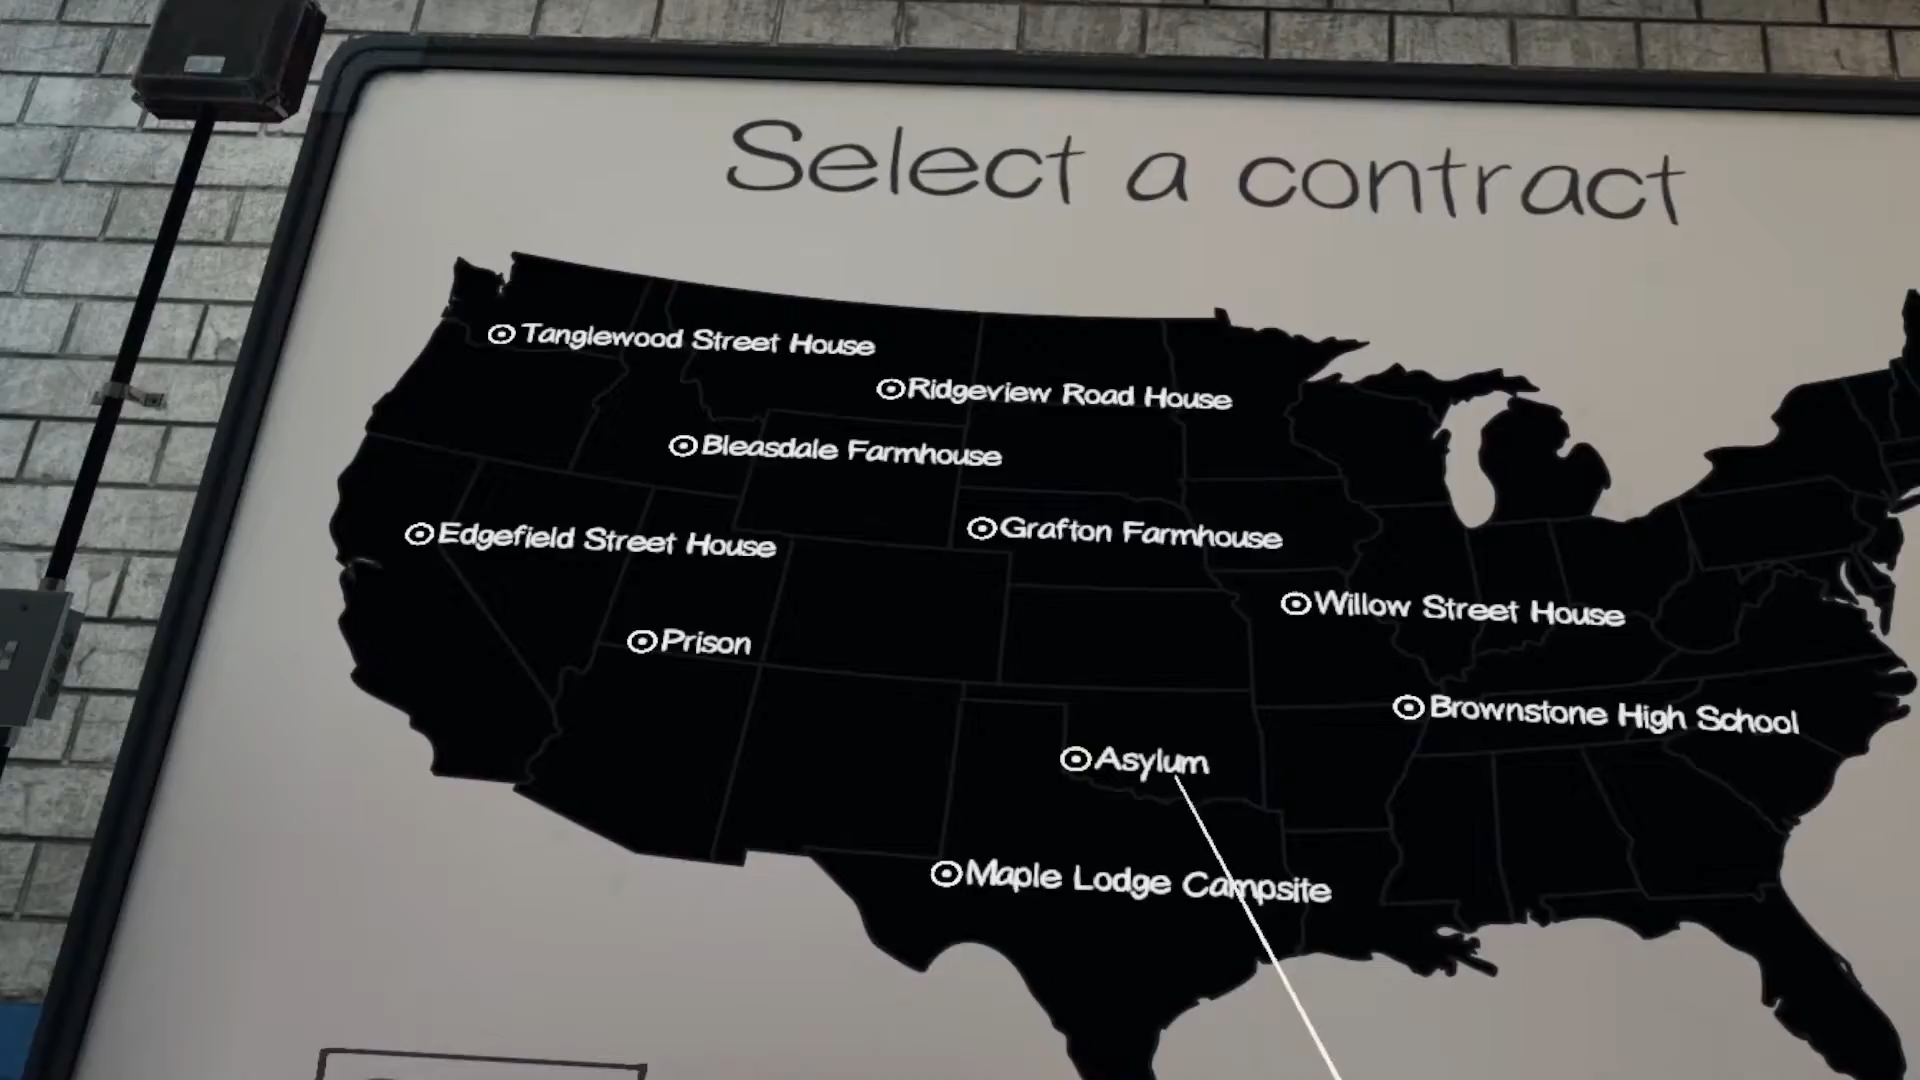 Select a contract
Tanglewood Street House
Ridgeview Road House
Bleasdale Farmhouse
Edgefield Street House
Grafton Farmhouse
Willow Street House
Prison
Brownstone High School
Asylum
Maple Lodge Campsite